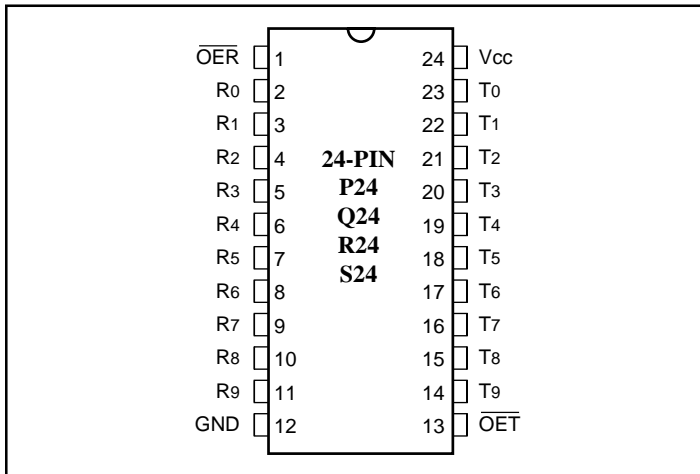 O̅E̅R̅ 1 24 Vcc
R0 2 23 T0
R1 3 22 T1
R2 4 24-PIN 21 T2
R3 5 P24 20 T3
R4 6 Q24 19 T4
R5 7 R24 18 T5
R6 8 S24 17 T6
R7 9 16 T7
R8 10 15 T8
R9 11 14 T9
GND 12 13 O̅E̅T̅